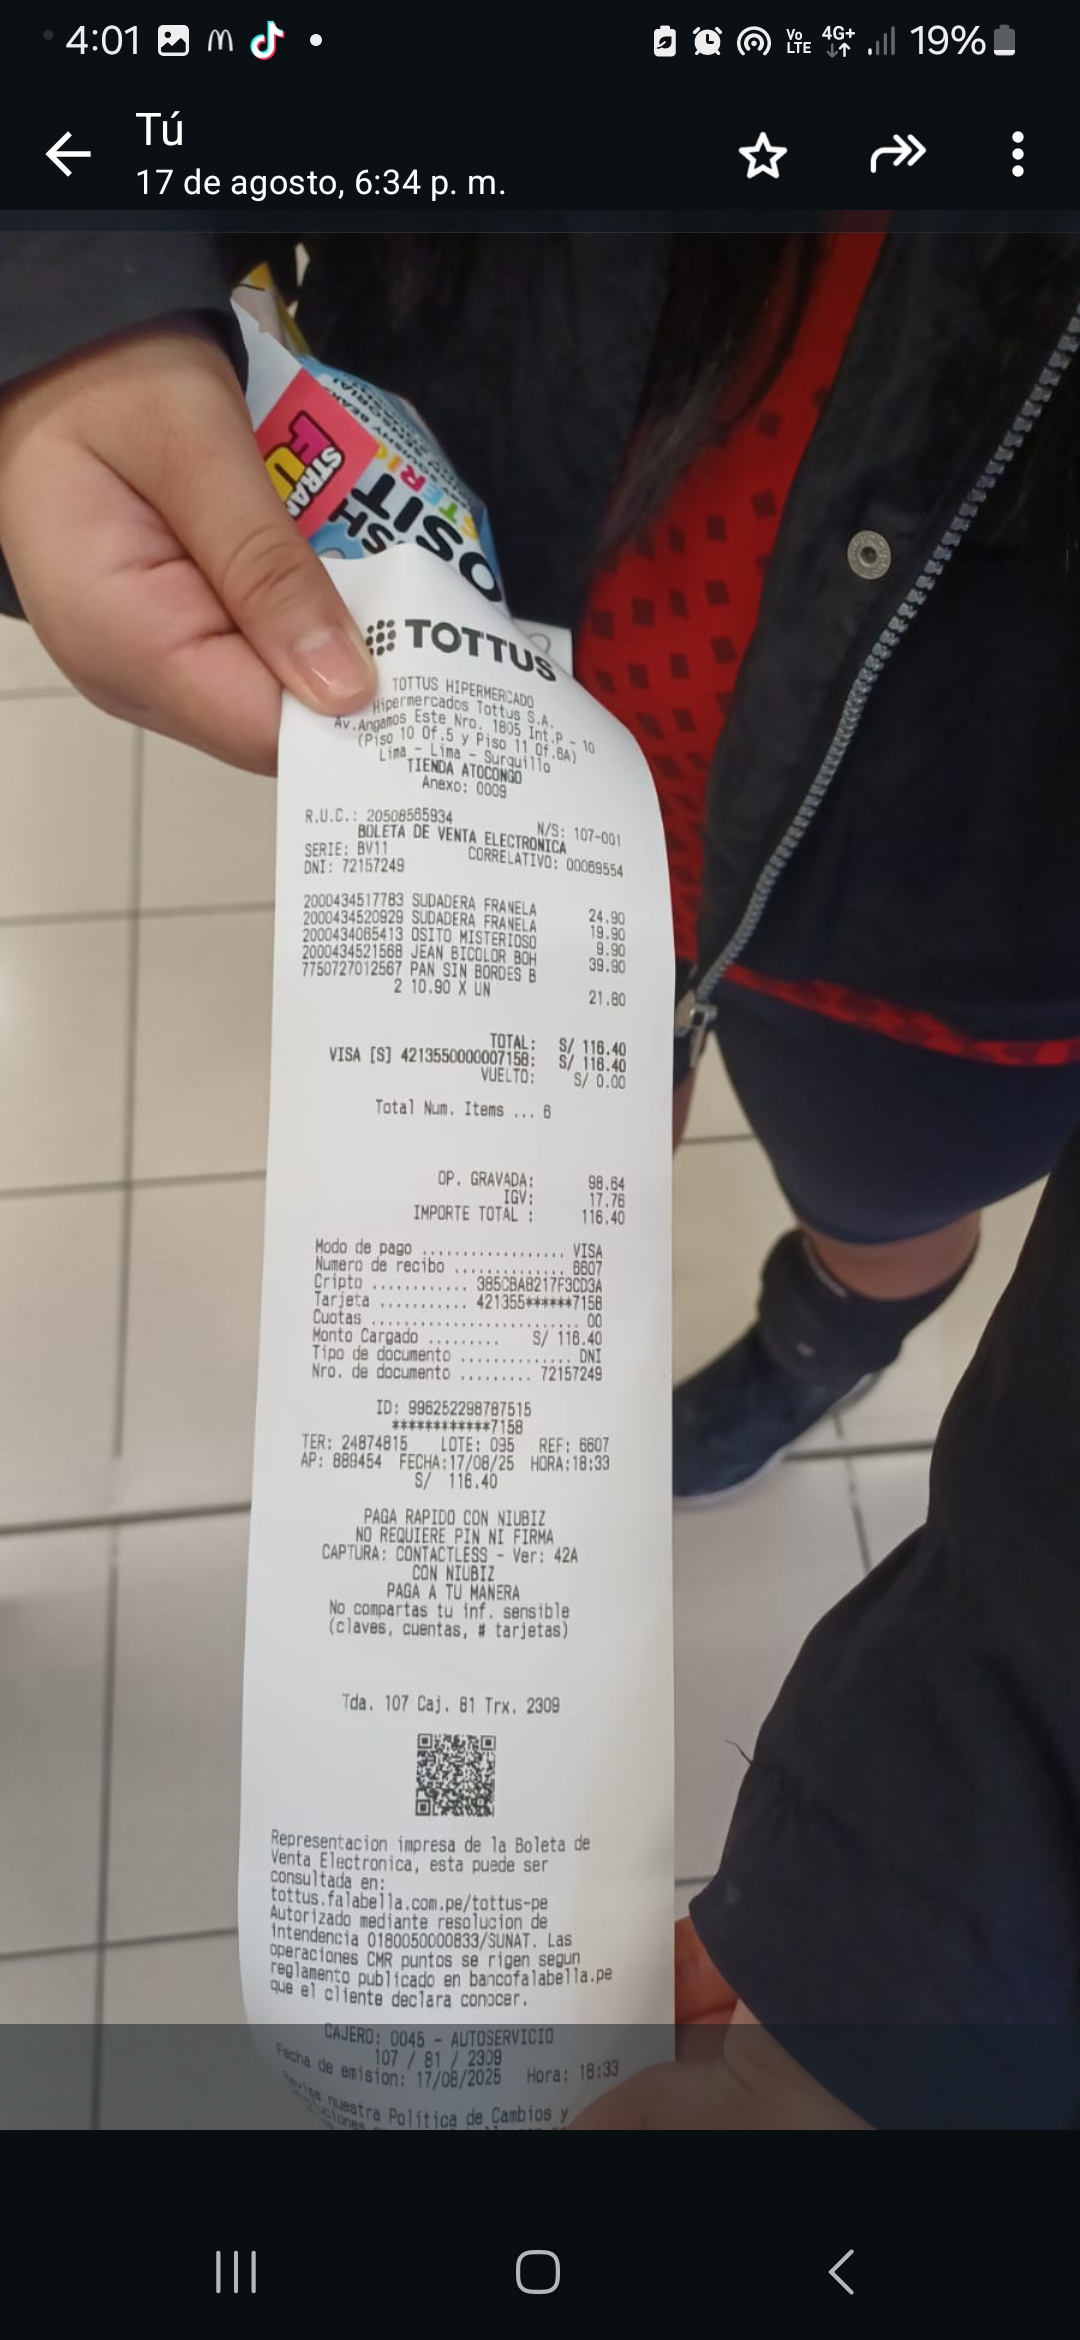 4:01
Vo
LTE
4G+
19%
Tú
17 de agosto, 6:34 p. m.
STRAN
FU
OSIT
TOTTUS
TOTTUS HIPERMERCADO
Hipermercados Tottus S.A.
Av.Angamos Este Nro. 1805 Int.P - 10
(Piso 10 Of.5 y Piso 11 Of.8A)
Lima - Lima - Surquillo
TIENDA ATOCONGO
Anexo: 0009
R.U.C.: 20508565934 N/S: 107-001
BOLETA DE VENTA ELECTRONICA
SERIE: BV11 CORRELATIVO: 00069554
DNI: 72157249
2000434517783 SUDADERA FRANELA 24.90
2000434520929 SUDADERA FRANELA 19.90
2000434065413 OSITO MISTERIOSO 9.90
2000434521568 JEAN BICOLOR BOH 39.90
7750727012567 PAN SIN BORDES B
2 10.90 X UN 21.80
TOTAL: S/ 116.40
VISA [S] 4213550000007158: S/ 116.40
VUELTO: S/ 0.00
Total Num. Items ... 6
OP. GRAVADA: 98.64
IGV: 17.76
IMPORTE TOTAL : 116.40
Modo de pago .................. VISA
Numero de recibo .............. 6607
Cripto ............ 385CBA8217F3CD3A
Tarjeta ........... 421355******7158
Cuotas .......................... 00
Monto Cargado ......... S/ 116.40
Tipo de documento .............. DNI
Nro. de documento ......... 72157249
ID: 996252298787515
************7158
TER: 24874815 LOTE: 095 REF: 6607
AP: 889454 FECHA:17/08/25 HORA:18:33
S/ 116.40
PAGA RAPIDO CON NIUBIZ
NO REQUIERE PIN NI FIRMA
CAPTURA: CONTACTLESS - Ver: 42A
CON NIUBIZ
PAGA A TU MANERA
No compartas tu inf. sensible
(claves, cuentas, # tarjetas)
Tda. 107 Caj. 81 Trx. 2309
Representacion impresa de la Boleta de
Venta Electronica, esta puede ser
consultada en:
tottus.falabella.com.pe/tottus-pe
Autorizado mediante resolucion de
intendencia 0180050000833/SUNAT. Las
operaciones CMR puntos se rigen segun
reglamento publicado en bancofalabella.pe
que el cliente declara conocer.
CAJERO: 0045 - AUTOSERVICIO
107 / 81 / 2309
Fecha de emision: 17/08/2025 Hora: 18:33
nuestra Política de Cambios y